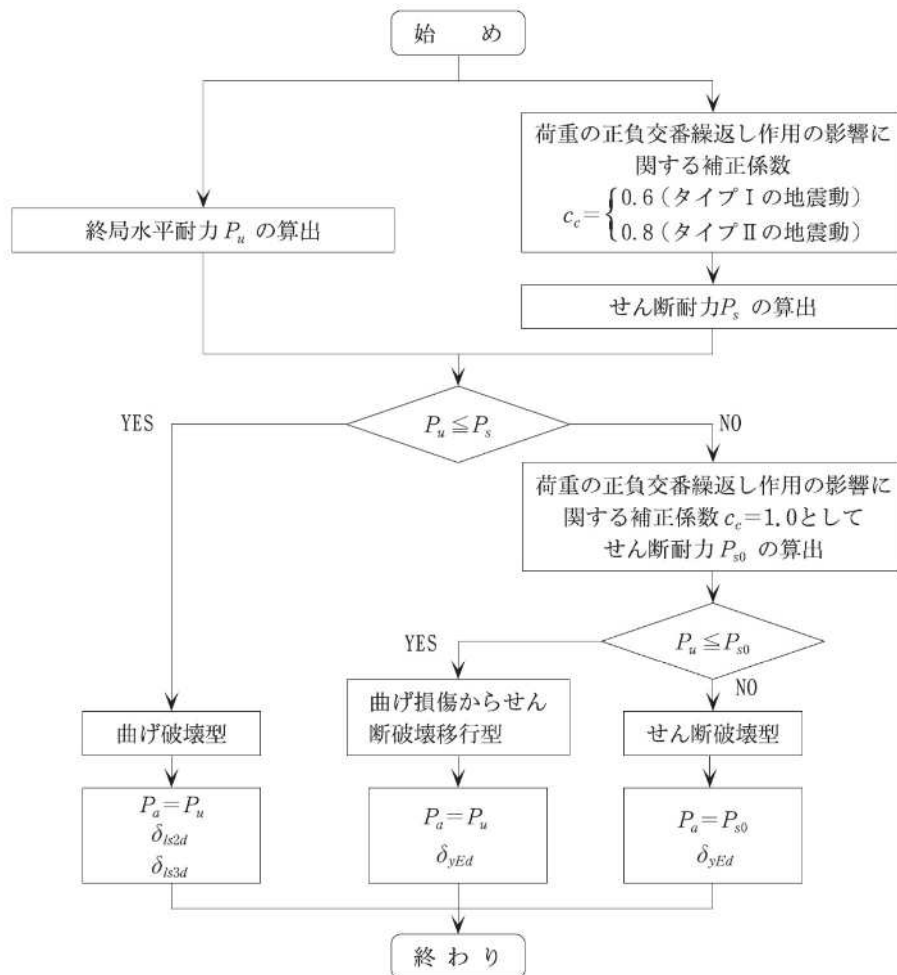 始 め
荷重の正負交番繰返し作用の影響に
関する補正係数
c_c={0.6(タイプⅠの地震動)
0.8(タイプⅡの地震動)
終局水平耐力 P_u の算出
せん断耐力P_s の算出
YES
P_u≦P_s
NO
荷重の正負交番繰返し作用の影響に
関する補正係数 c_c=1.0として
せん断耐力 P_s0 の算出
YES
P_u≦P_s0
NO
曲げ破壊型
曲げ損傷からせん
断破壊移行型
せん断破壊型
P_a=P_u
δ_ls2d
δ_ls3d
P_a=P_u
δ_yEd
P_a=P_s0
δ_yEd
終 わ り